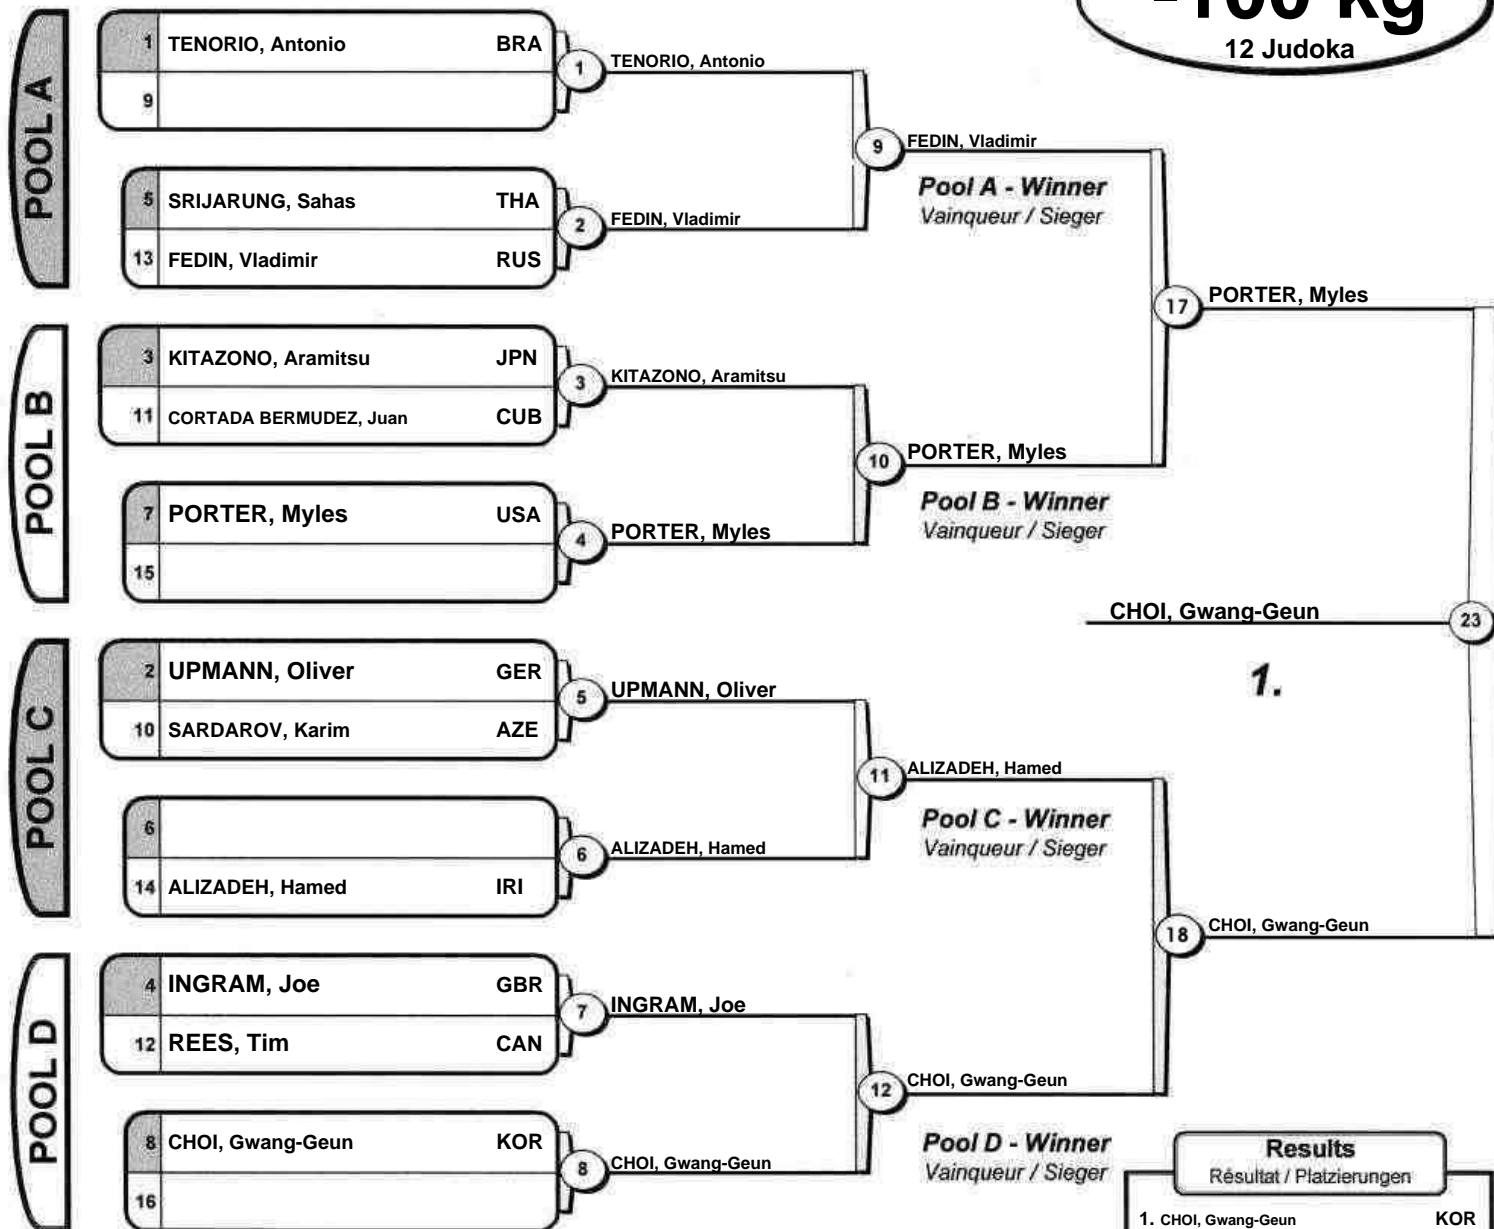 -100 kg
12 Judoka
POOL A
1 TENORIO, Antonio BRA
9
1 TENORIO, Antonio
5 SRIJARUNG, Sahas THA
13 FEDIN, Vladimir RUS
2 FEDIN, Vladimir
9 FEDIN, Vladimir
Pool A - Winner
Vainqueur / Sieger
POOL B
3 KITAZONO, Aramitsu JPN
11 CORTADA BERMUDEZ, Juan CUB
3 KITAZONO, Aramitsu
7 PORTER, Myles USA
15
4 PORTER, Myles
10 PORTER, Myles
Pool B - Winner
Vainqueur / Sieger
17 PORTER, Myles
CHOI, Gwang-Geun 23
1.
POOL C
2 UPMANN, Oliver GER
10 SARDAROV, Karim AZE
5 UPMANN, Oliver
6
14 ALIZADEH, Hamed IRI
6 ALIZADEH, Hamed
11 ALIZADEH, Hamed
Pool C - Winner
Vainqueur / Sieger
18 CHOI, Gwang-Geun
POOL D
4 INGRAM, Joe GBR
12 REES, Tim CAN
7 INGRAM, Joe
8 CHOI, Gwang-Geun KOR
16
8 CHOI, Gwang-Geun
12 CHOI, Gwang-Geun
Pool D - Winner
Vainqueur / Sieger
Results
Résultat / Platzierungen
1. CHOI, Gwang-Geun KOR